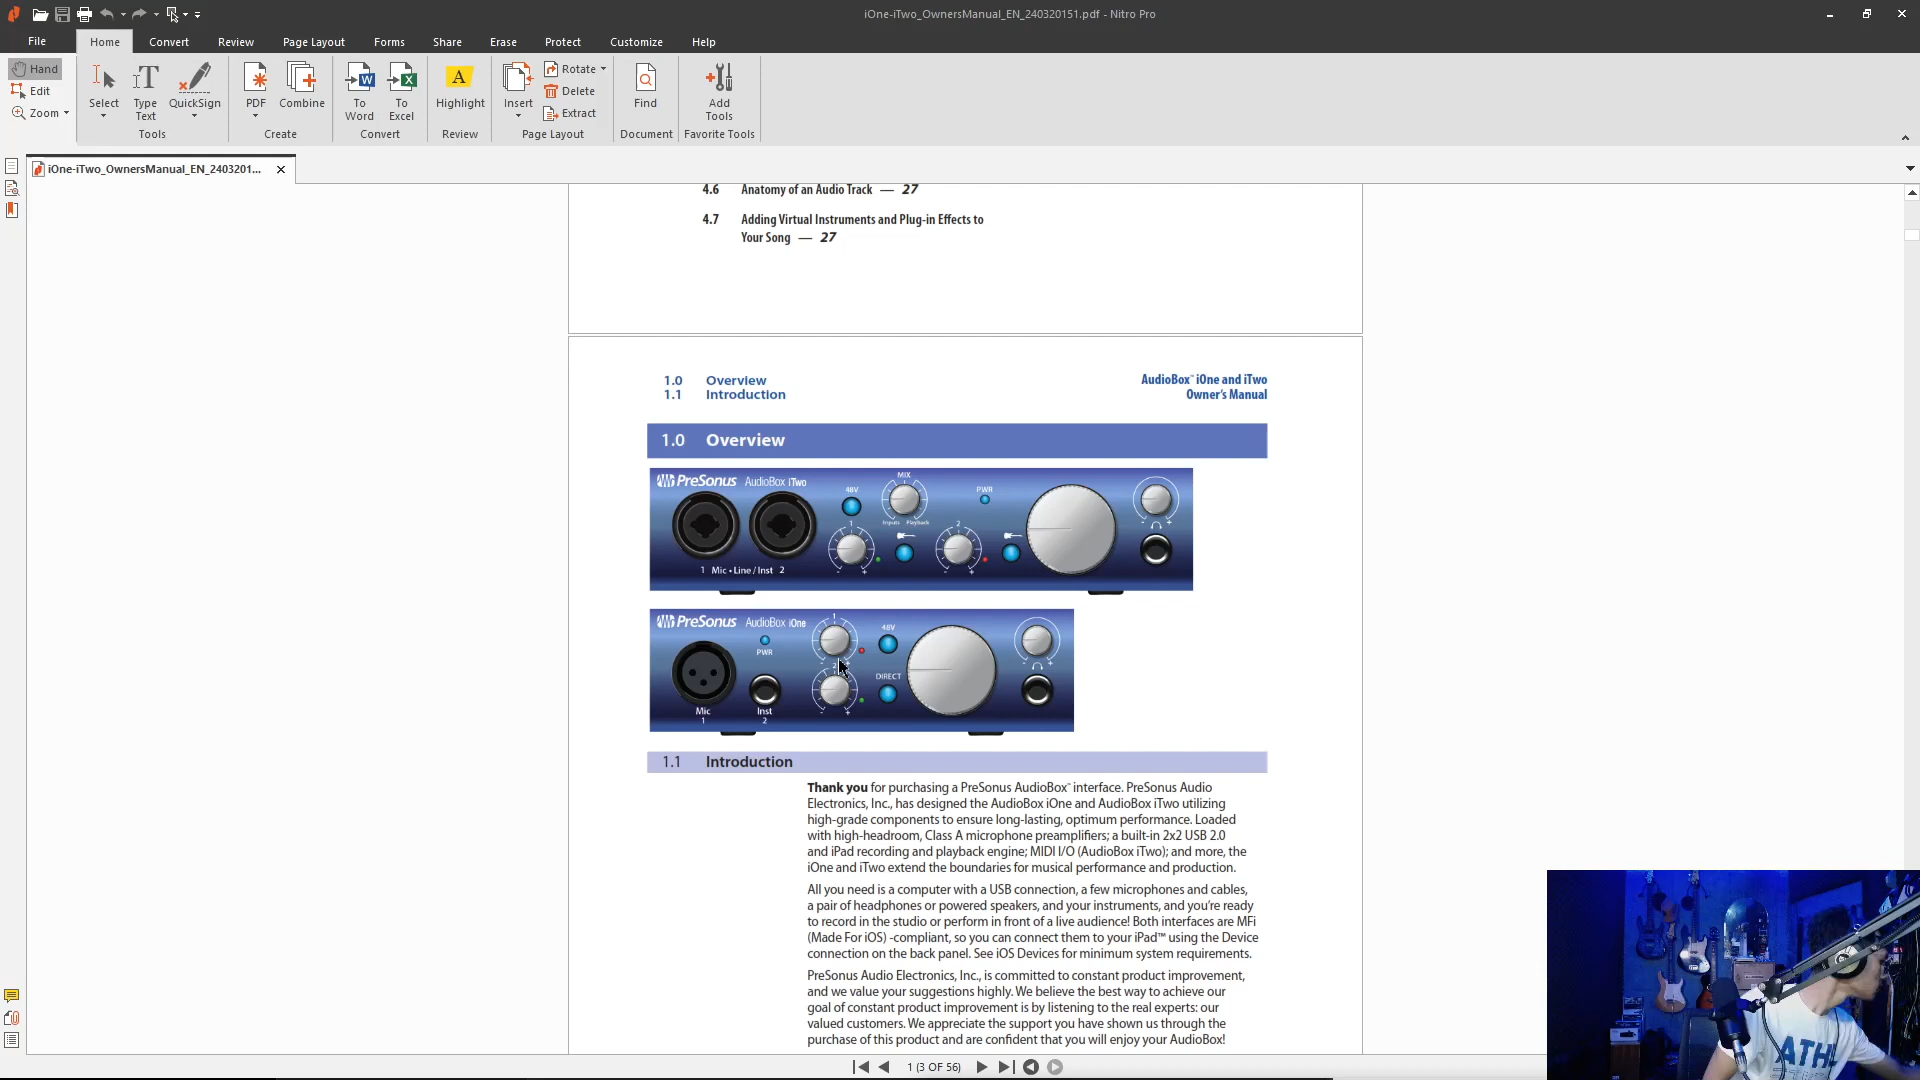 iOne-iTwo_OwnersManual_EN_240320151.pdf - Nitro Pro
File Home Convert Review Page Layout Forms Share Erase Protect Customize Help
Hand
Edit
Zoom
Select
Type Text
QuickSign
Tools
PDF
Combine
Create
To Word
To Excel
Convert
Highlight
Review
Insert
Rotate
Delete
Extract
Page Layout
Find
Document
Add Tools
Favorite Tools
iOne-iTwo_OwnersManual_EN_2403201...
4.6 Anatomy of an Audio Track — 27
4.7 Adding Virtual Instruments and Plug-in Effects to
Your Song — 27
1.0 Overview
1.1 Introduction
AudioBox™ iOne and iTwo
Owner's Manual
1.0 Overview
PreSonus AudioBox iTwo
48V
MIX
Inputs Playback
PWR
1
2
1 Mic • Line / Inst 2
PreSonus AudioBox iOne
PWR
1
2
48V
DIRECT
Mic
1
Inst
2
1.1 Introduction
Thank you for purchasing a PreSonus AudioBox™ interface. PreSonus Audio
Electronics, Inc., has designed the AudioBox iOne and AudioBox iTwo utilizing
high-grade components to ensure long-lasting, optimum performance. Loaded
with high-headroom, Class A microphone preamplifiers; a built-in 2x2 USB 2.0
and iPad recording and playback engine; MIDI I/O (AudioBox iTwo); and more, the
iOne and iTwo extend the boundaries for musical performance and production.
All you need is a computer with a USB connection, a few microphones and cables,
a pair of headphones or powered speakers, and your instruments, and you're ready
to record in the studio or perform in front of a live audience! Both interfaces are MFi
(Made For iOS) -compliant, so you can connect them to your iPad™ using the Device
connection on the back panel. See iOS Devices for minimum system requirements.
PreSonus Audio Electronics, Inc., is committed to constant product improvement,
and we value your suggestions highly. We believe the best way to achieve our
goal of constant product improvement is by listening to the real experts: our
valued customers. We appreciate the support you have shown us through the
purchase of this product and are confident that you will enjoy your AudioBox!
1 (3 OF 56)